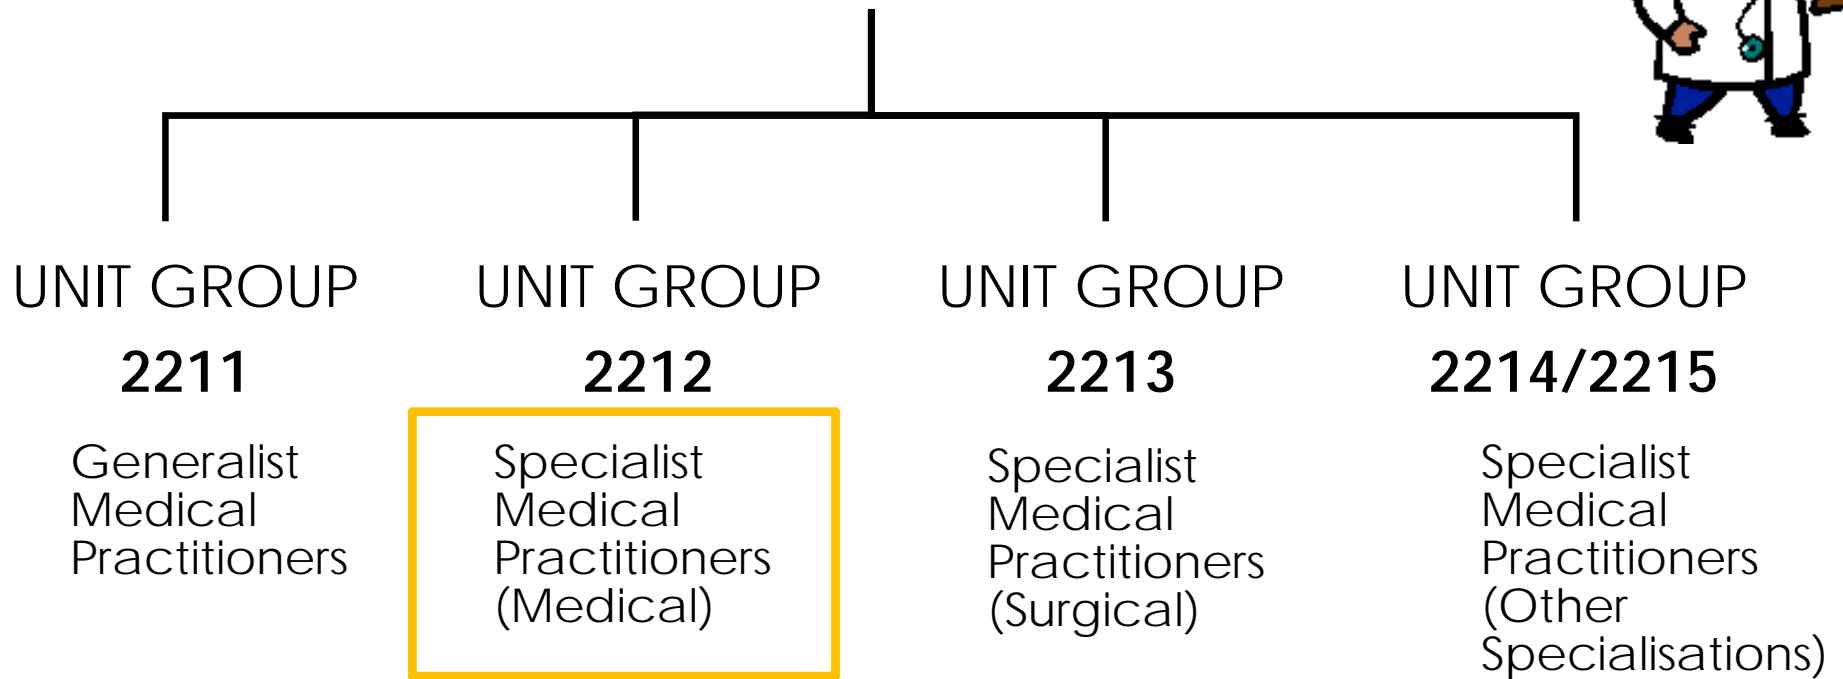 UNIT GROUP
2211
Generalist
Medical
Practitioners
UNIT GROUP
2212
Specialist
Medical
Practitioners
(Medical)
UNIT GROUP
2213
Specialist
Medical
Practitioners
(Surgical)
UNIT GROUP
2214/2215
Specialist
Medical
Practitioners
(Other
Specialisations)